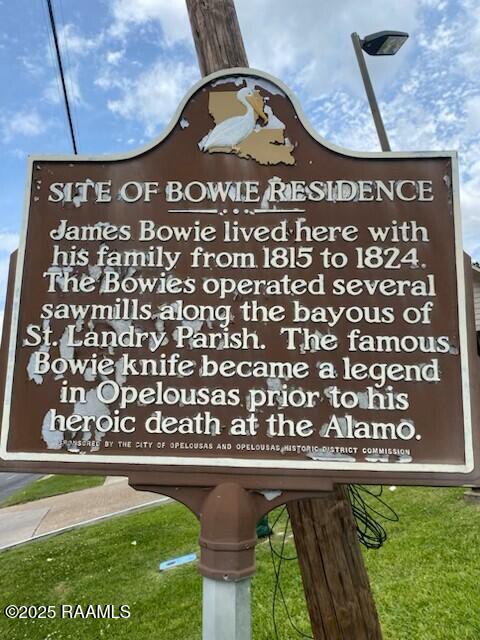 SITE OF BOWIE RESIDENCE
James Bowie lived here with
his family from 1815 to 1824.
The Bowies operated several
sawmills along the bayous of
St. Landry Parish. The famous
Bowie knife became a legend
in Opelousas prior to his
heroic death at the Alamo.
SPONSORED BY THE CITY OF OPELOUSAS AND OPELOUSAS HISTORIC DISTRICT COMMISSION
©2025 RAAMLS